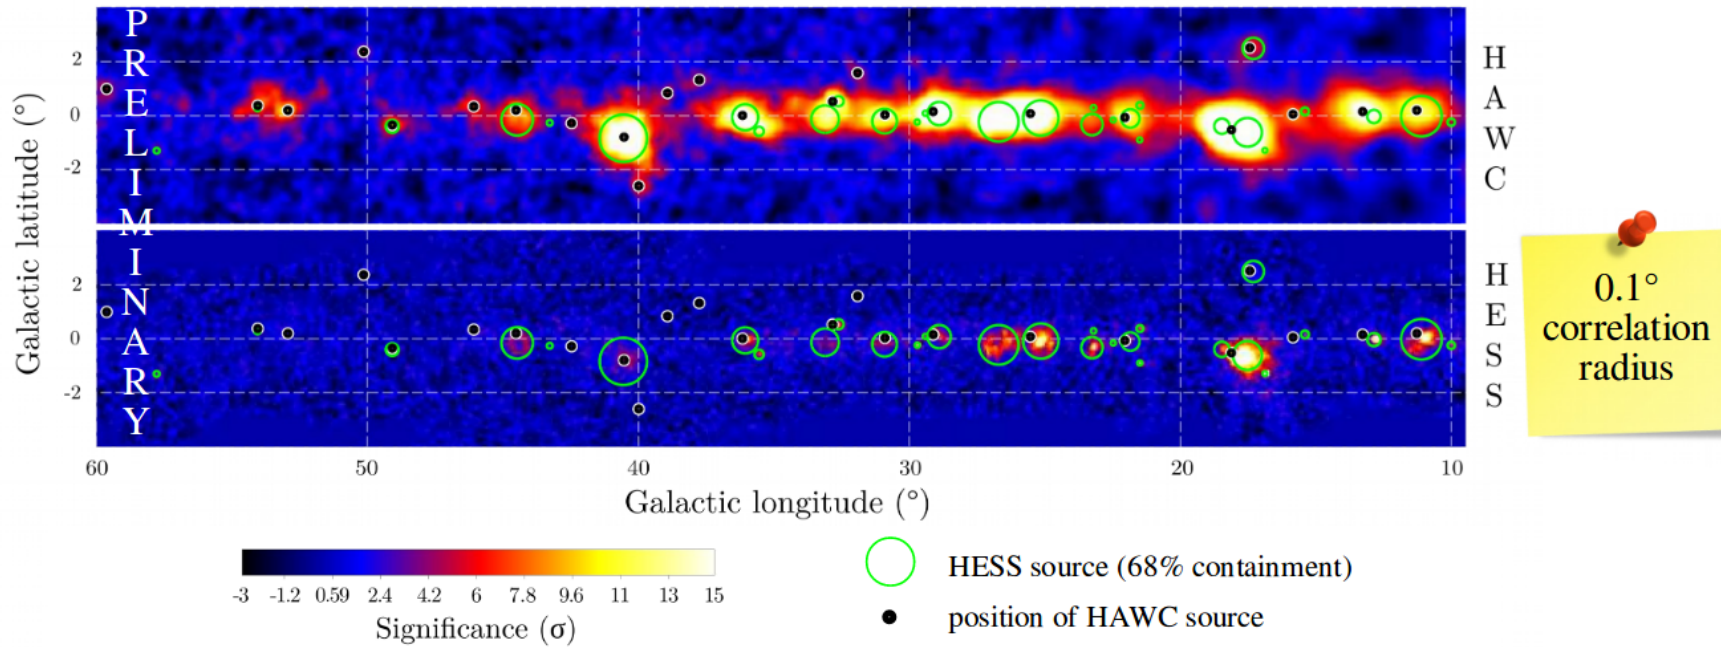 PRELIMINARY
HAWC
2
0
-2
HESS
2
0
-2
Galactic latitude (°)
60
50
40
30
20
10
Galactic longitude (°)
0.1°
correlation
radius
-3 -1.2 0.59 2.4 4.2 6 7.8 9.6 11 13 15
Significance (σ)
HESS source (68% containment)
position of HAWC source